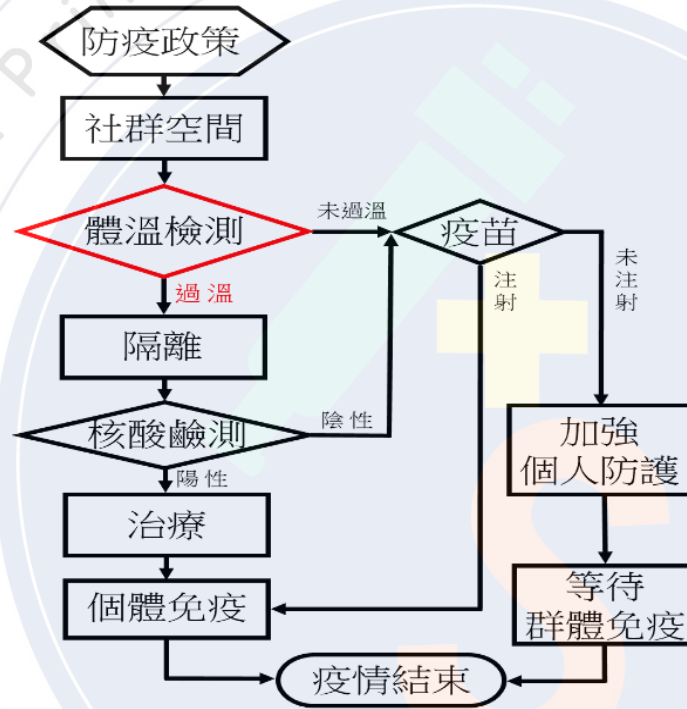 防疫政策
社群空間
體溫檢測
未過溫
疫苗
過溫
注射
未注射
隔離
核酸鹼測
陰性
加強
個人防護
陽性
治療
個體免疫
等待
群體免疫
疫情結束